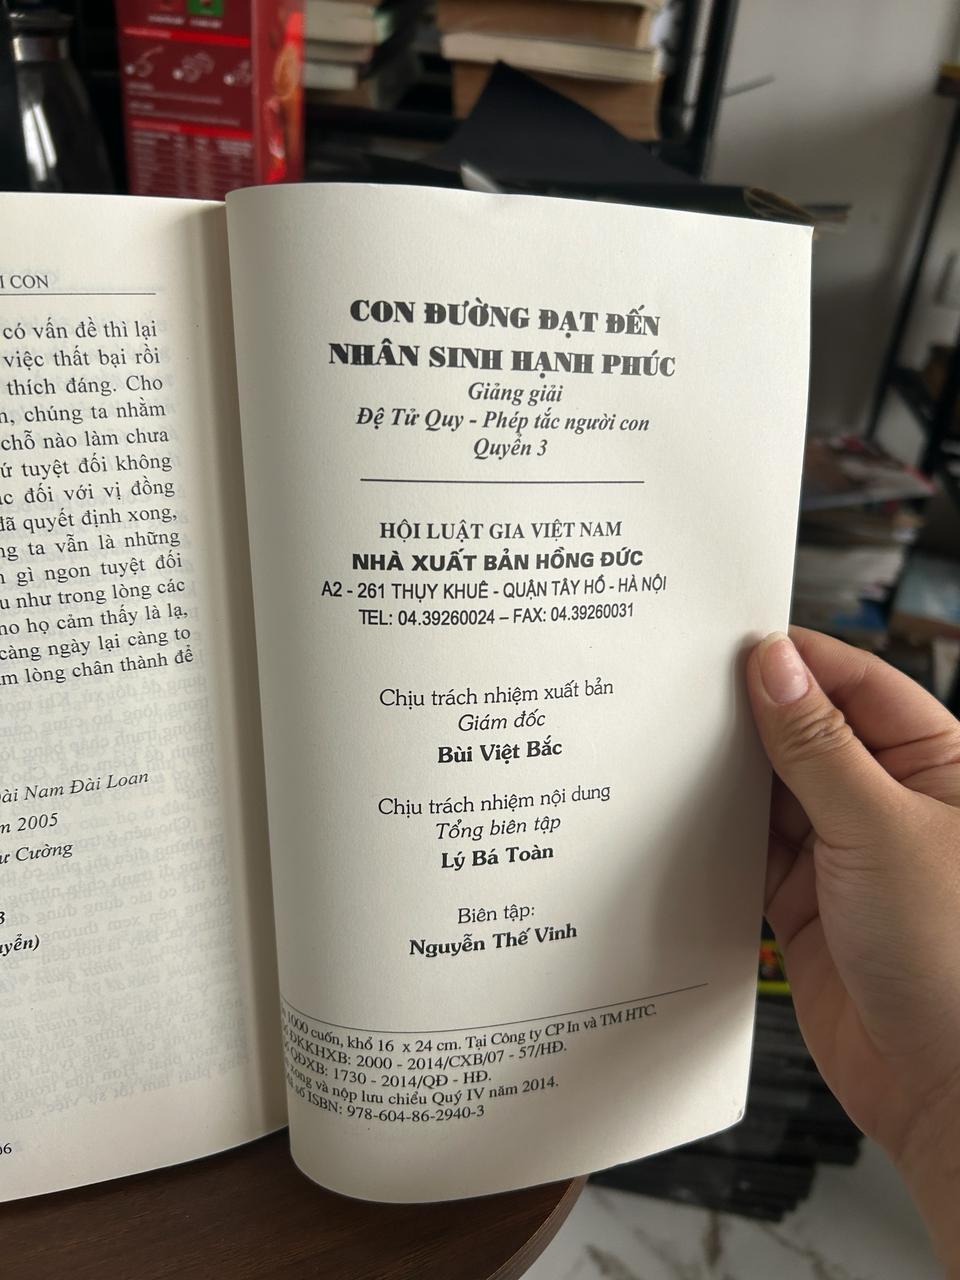 I CON
có vấn đề thì lại
việc thất bại rồi
thích đáng. Cho
chúng ta nhằm
chỗ nào làm chưa
tuyệt đối không
đối với vị đồng
quyết định xong,
ta vẫn là những
gì ngon tuyệt đối
như trong lòng các
họ cảm thấy là lạ,
càng ngày lại càng to
lòng chân thành để
Nam Đài Loan
2005
Cường
3
06
CON ĐƯỜNG ĐẠT ĐẾN
NHÂN SINH HẠNH PHÚC
Giảng giải
Đệ Tử Quy - Phép tắc người con
Quyển 3
HỘI LUẬT GIA VIỆT NAM
NHÀ XUẤT BẢN HỒNG ĐỨC
A2 - 261 THỤY KHUÊ - QUẬN TÂY HỒ - HÀ NỘI
TEL: 04.39260024 – FAX: 04.39260031
Chịu trách nhiệm xuất bản
Giám đốc
Bùi Việt Bắc
Chịu trách nhiệm nội dung
Tổng biên tập
Lý Bá Toàn
Biên tập:
Nguyễn Thế Vinh
1000 cuốn, khổ 16 x 24 cm. Tại Công ty CP In và TM HTC.
ĐKKHXB: 2000 - 2014/CXB/07 - 57/HĐ.
QĐXB: 1730 - 2014/QĐ - HĐ.
xong và nộp lưu chiểu Quý IV năm 2014.
số ISBN: 978-604-86-2940-3